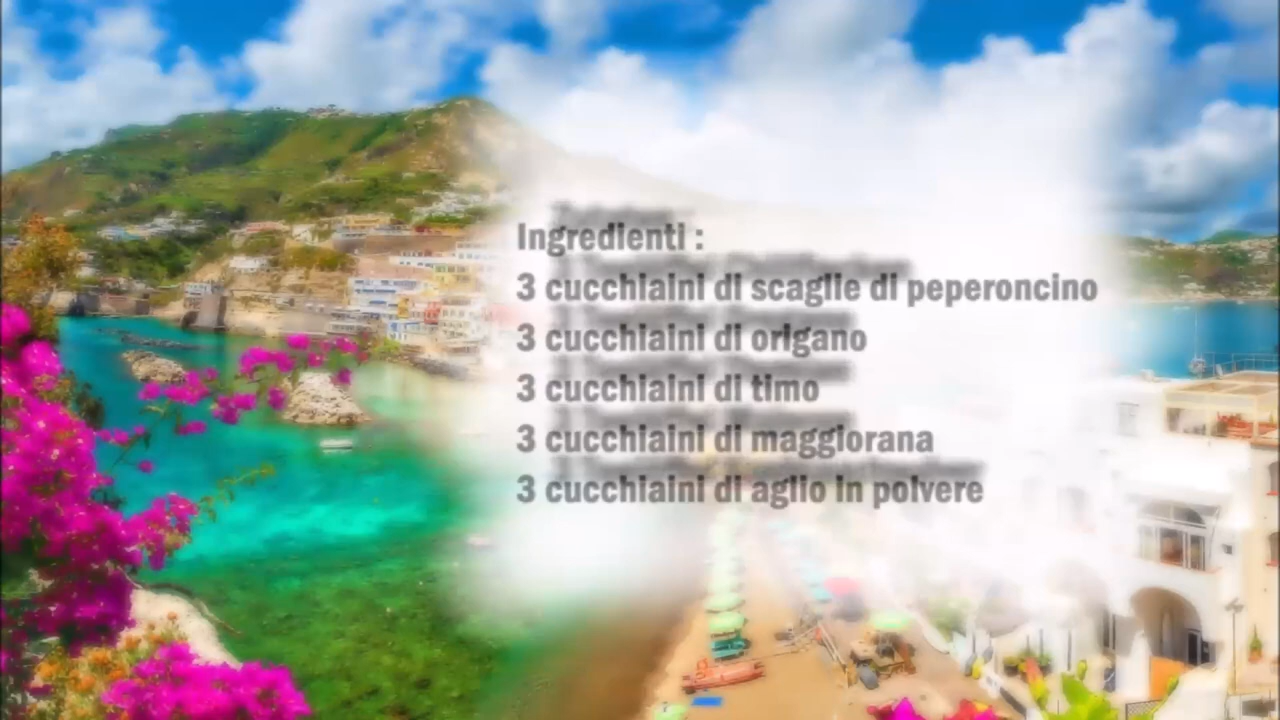 Ingredienti :
3 cucchiaini di scaglie di peperoncino
3 cucchiaini di origano
3 cucchiaini di timo
3 cucchiaini di maggiorana
3 cucchiaini di aglio in polvere